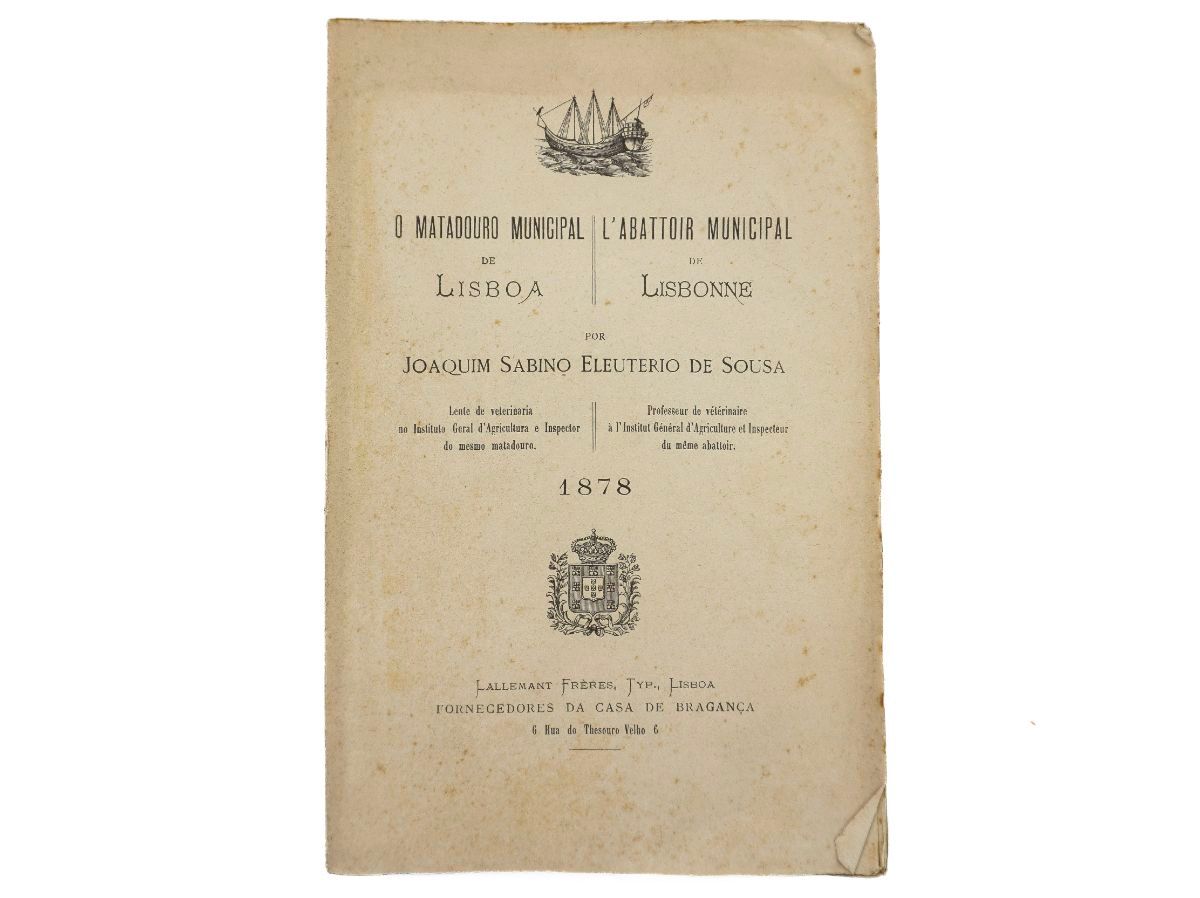 O MATADOURO MUNICIPAL
DE
LISBOA
L'ABATTOIR MUNICIPAL
DE
LISBONNE
POR
JOAQUIM SABINO ELEUTERIO DE SOUSA
Lente de veterinaria
no Instituto Geral d'Agricultura e Inspector
do mesmo matadouro.
Professeur de vétérinaire
à l'Institut Général d'Agriculture et Inspecteur
du même abattoir.
1878
LALLEMANT FRÈRES, TYP., LISBOA
FORNECEDORES DA CASA DE BRAGANÇA
6 Rua do Thesouro Velho 6